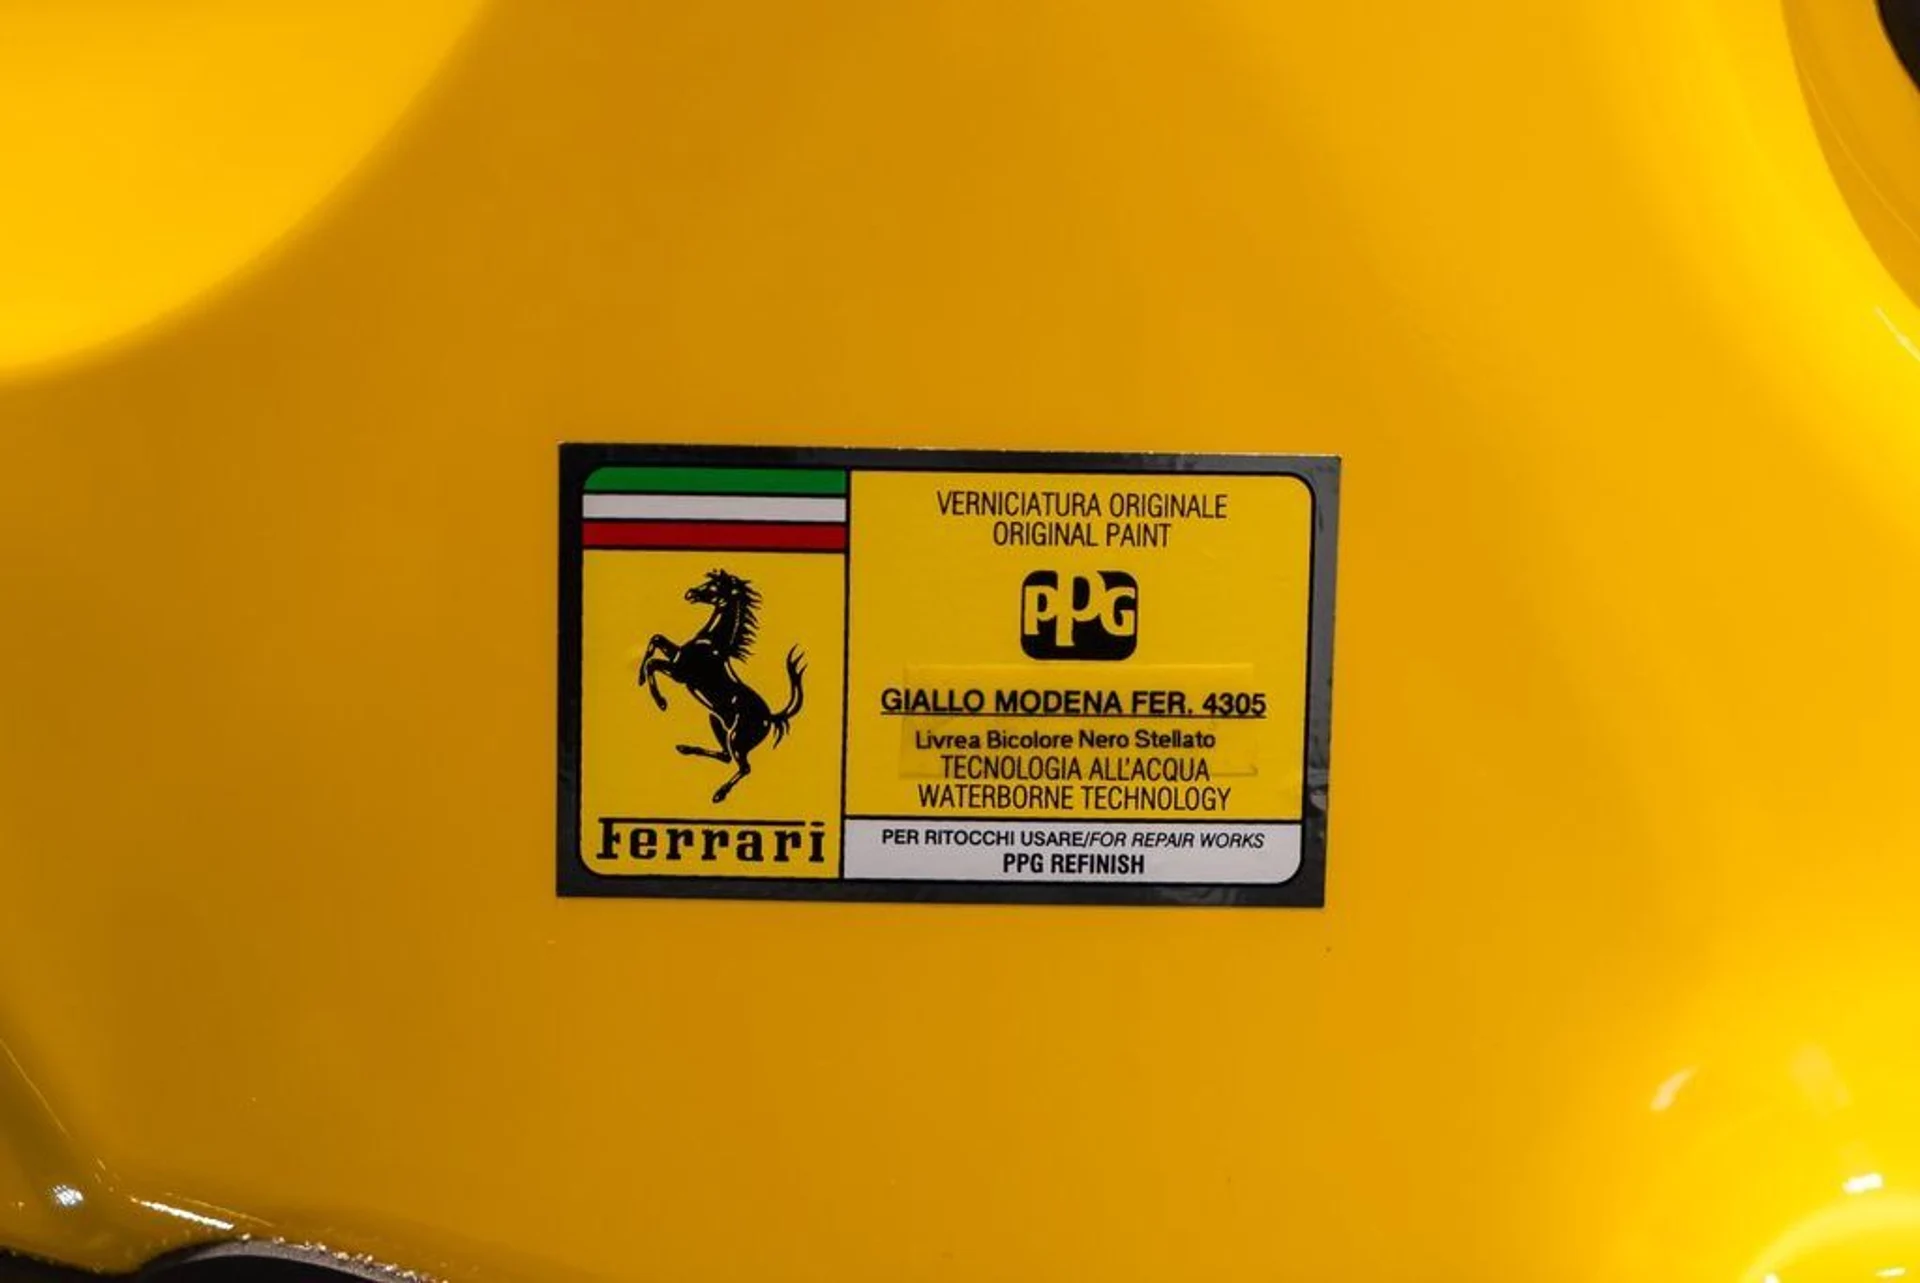 Ferrari
VERNICIATURA ORIGINALE
ORIGINAL PAINT
PPG
GIALLO MODENA FER. 4305
Livrea Bicolore Nero Stellato
TECNOLOGIA ALL'ACQUA
WATERBORNE TECHNOLOGY
PER RITOCCHI USARE/FOR REPAIR WORKS
PPG REFINISH